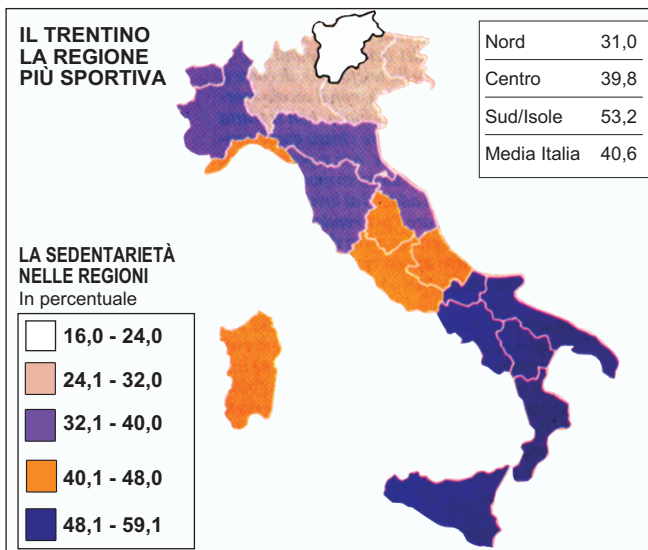 IL TRENTINO
LA REGIONE
PIÙ SPORTIVA
Nord 31,0
Centro 39,8
Sud/Isole 53,2
Media Italia 40,6
LA SEDENTARIETÀ
NELLE REGIONI
In percentuale
16,0 - 24,0
24,1 - 32,0
32,1 - 40,0
40,1 - 48,0
48,1 - 59,1